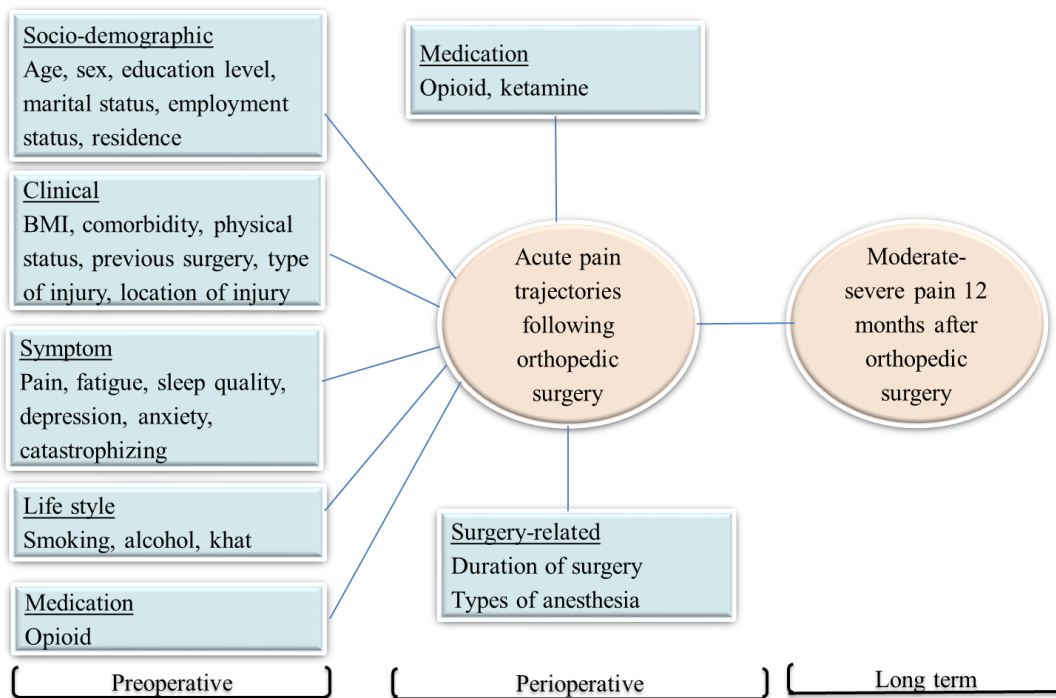 Socio-demographic
Age, sex, education level,
marital status, employment
status, residence
Clinical
BMI, comorbidity, physical
status, previous surgery, type
of injury, location of injury
Symptom
Pain, fatigue, sleep quality,
depression, anxiety,
catastrophizing
Life style
Smoking, alcohol, khat
Medication
Opioid
Medication
Opioid, ketamine
Acute pain
trajectories
following
orthopedic
surgery
Surgery-related
Duration of surgery
Types of anesthesia
Moderate-
severe pain 12
months after
orthopedic
surgery
Preoperative
Perioperative
Long term